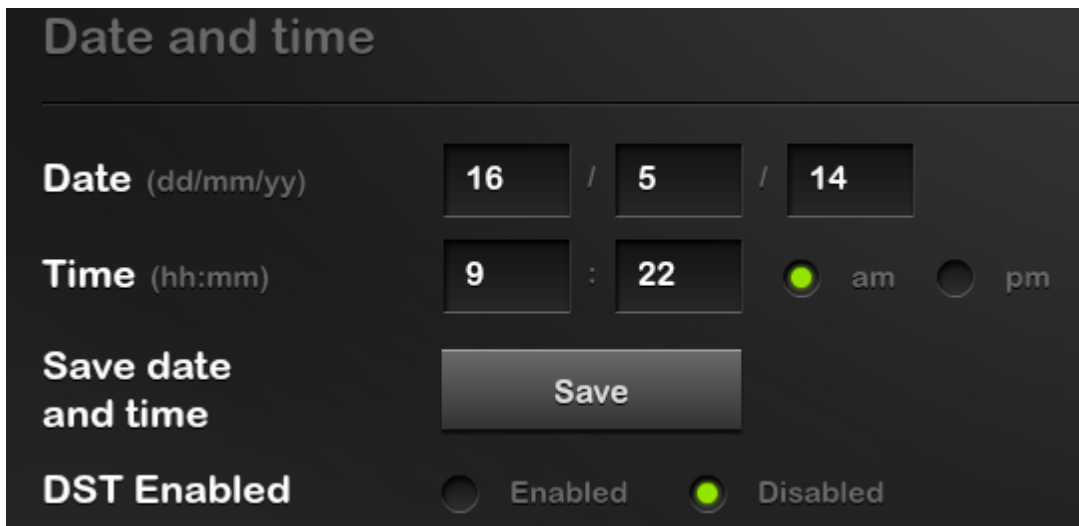 Date and time
Date (dd/mm/yy) 16 / 5 / 14
Time (hh:mm) 9 : 22 am pm
Save date
and time
Save
DST Enabled Enabled Disabled